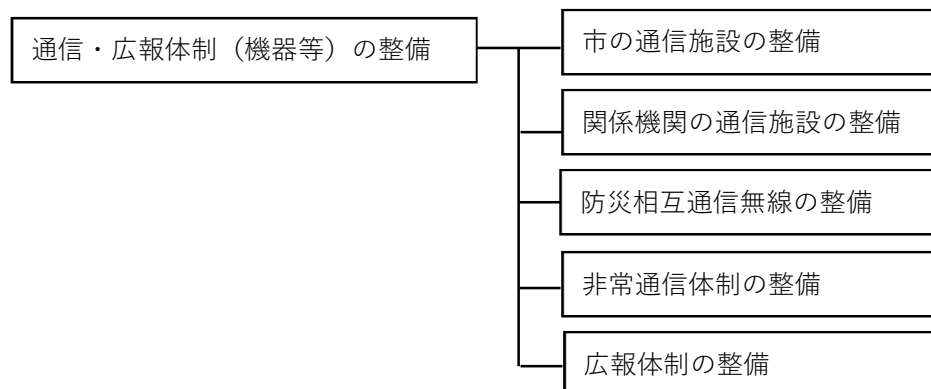 通信・広報体制（機器等）の整備
市の通信施設の整備
関係機関の通信施設の整備
防災相互通信無線の整備
非常通信体制の整備
広報体制の整備